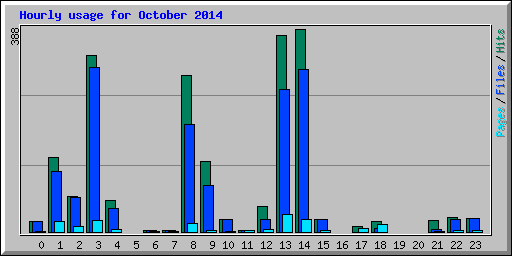 Hourly usage for October 2014
388
Pages/Files/Hits
0 1 2 3 4 5 6 7 8 9 10 11 12 13 14 15 16 17 18 19 20 21 22 23